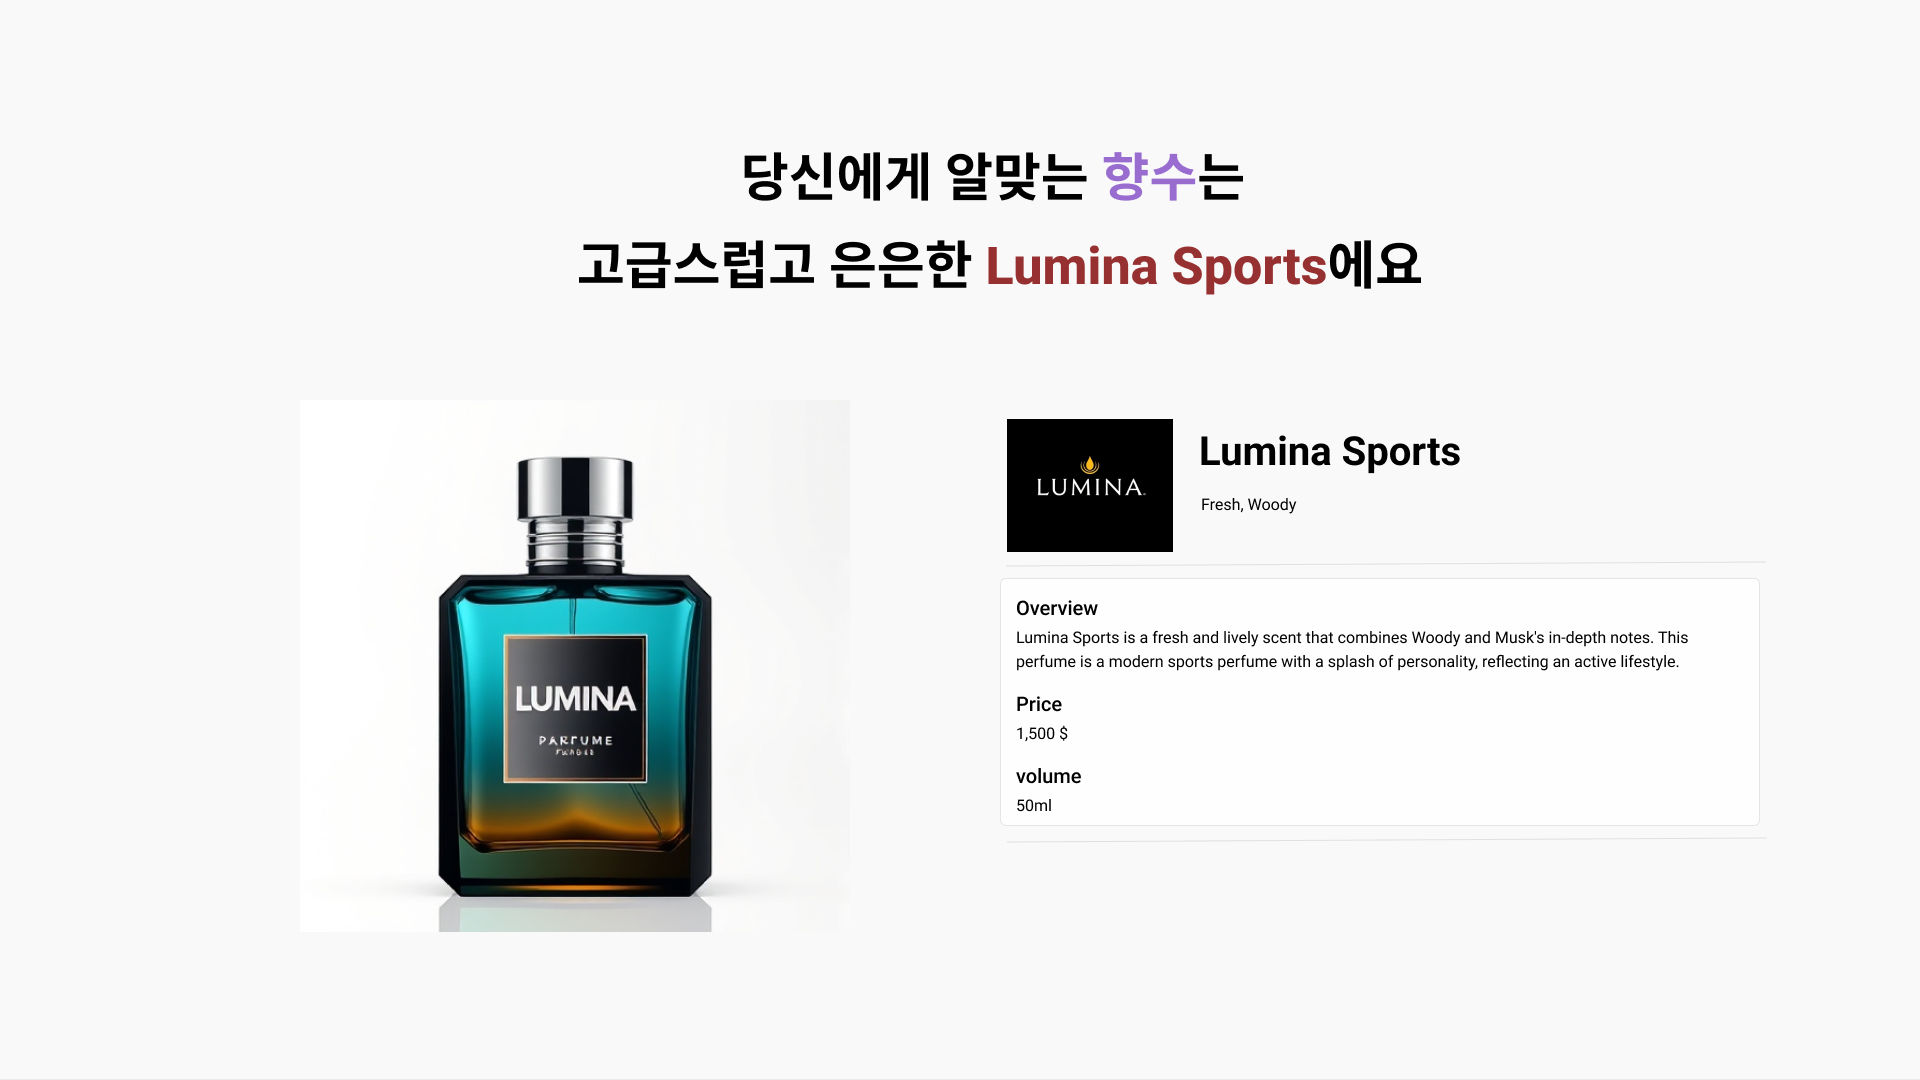 당신에게 알맞는 향수는
고급스럽고 은은한 Lumina Sports에요
LUMINA
PARFUME
LUMINA
Lumina Sports
Fresh, Woody
Overview
Lumina Sports is a fresh and lively scent that combines Woody and Musk's in-depth notes. This
perfume is a modern sports perfume with a splash of personality, reflecting an active lifestyle.
Price
1,500 $
volume
50ml